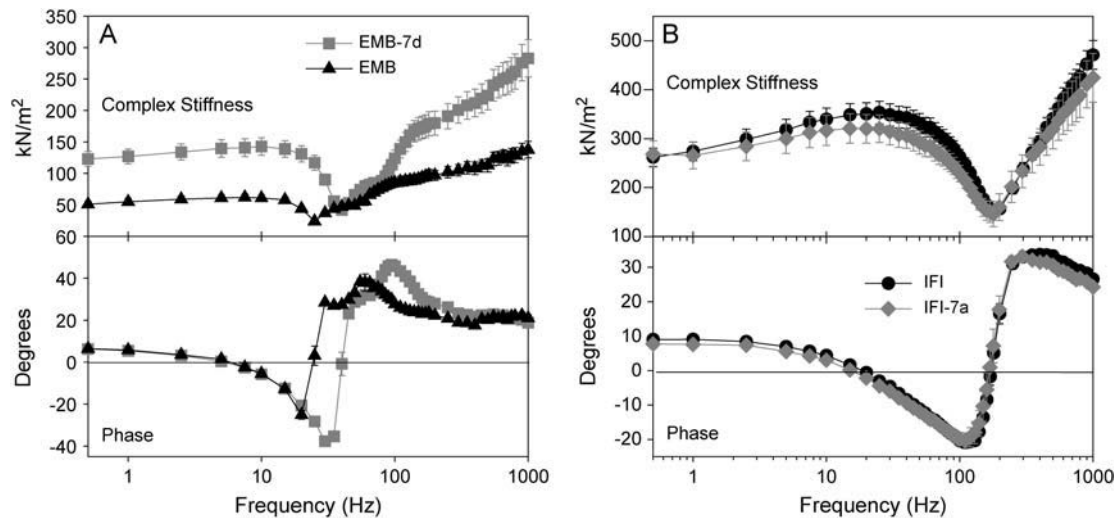 A
EMB-7d
EMB
Complex Stiffness
kN/m²
350
300
250
200
150
100
50
60
40
20
0
-20
-40
Degrees
Phase
1
10
100
1000
Frequency (Hz)
B
Complex Stiffness
kN/m²
500
400
300
200
100
30
20
10
0
-10
-20
Degrees
IFI
IFI-7a
Phase
1
10
100
1000
Frequency (Hz)